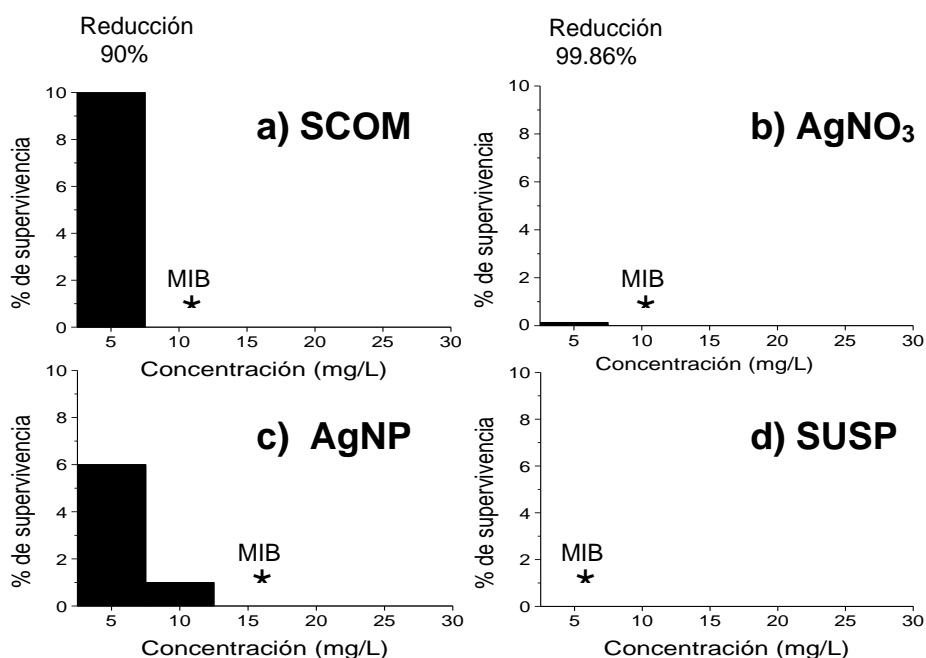 Reducción
90%
Reducción
99.86%
a) SCOM
% de supervivencia
10
8
6
4
2
0
MIB
*
5 10 15 20 25 30
Concentración (mg/L)
b) AgNO₃
% de supervivencia
10
8
6
4
2
0
MIB
*
5 10 15 20 25 30
Concentración (mg/L)
c) AgNP
% de supervivencia
10
8
6
4
2
0
MIB
*
5 10 15 20 25 30
Concentración (mg/L)
d) SUSP
% de supervivencia
10
8
6
4
2
0
MIB
*
5 10 15 20 25 30
Concentración (mg/L)